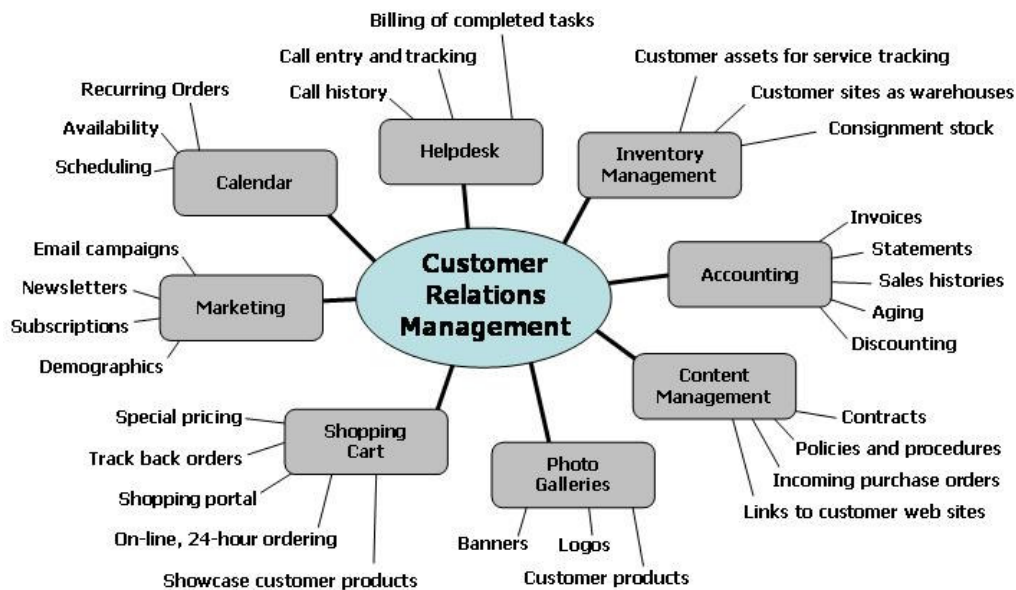 Billing of completed tasks
Call entry and tracking
Call history
Helpdesk
Customer assets for service tracking
Customer sites as warehouses
Consignment stock
Inventory
Management
Recurring Orders
Availability
Scheduling
Calendar
Customer
Relations
Management
Invoices
Statements
Sales histories
Aging
Discounting
Accounting
Email campaigns
Newsletters
Subscriptions
Demographics
Marketing
Content
Management
Contracts
Policies and procedures
Incoming purchase orders
Links to customer web sites
Special pricing
Track back orders
Shopping portal
On-line, 24-hour ordering
Showcase customer products
Shopping
Cart
Photo
Galleries
Banners
Logos
Customer products